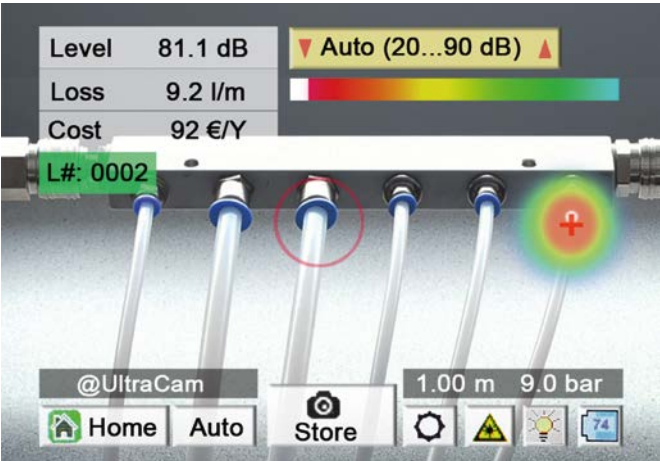 Level 81.1 dB
▼ Auto (20...90 dB) ▲
Loss 9.2 l/m
Cost 92 €/Y
L#: 0002
@UltraCam
1.00 m 9.0 bar
Home
Auto
Store
74